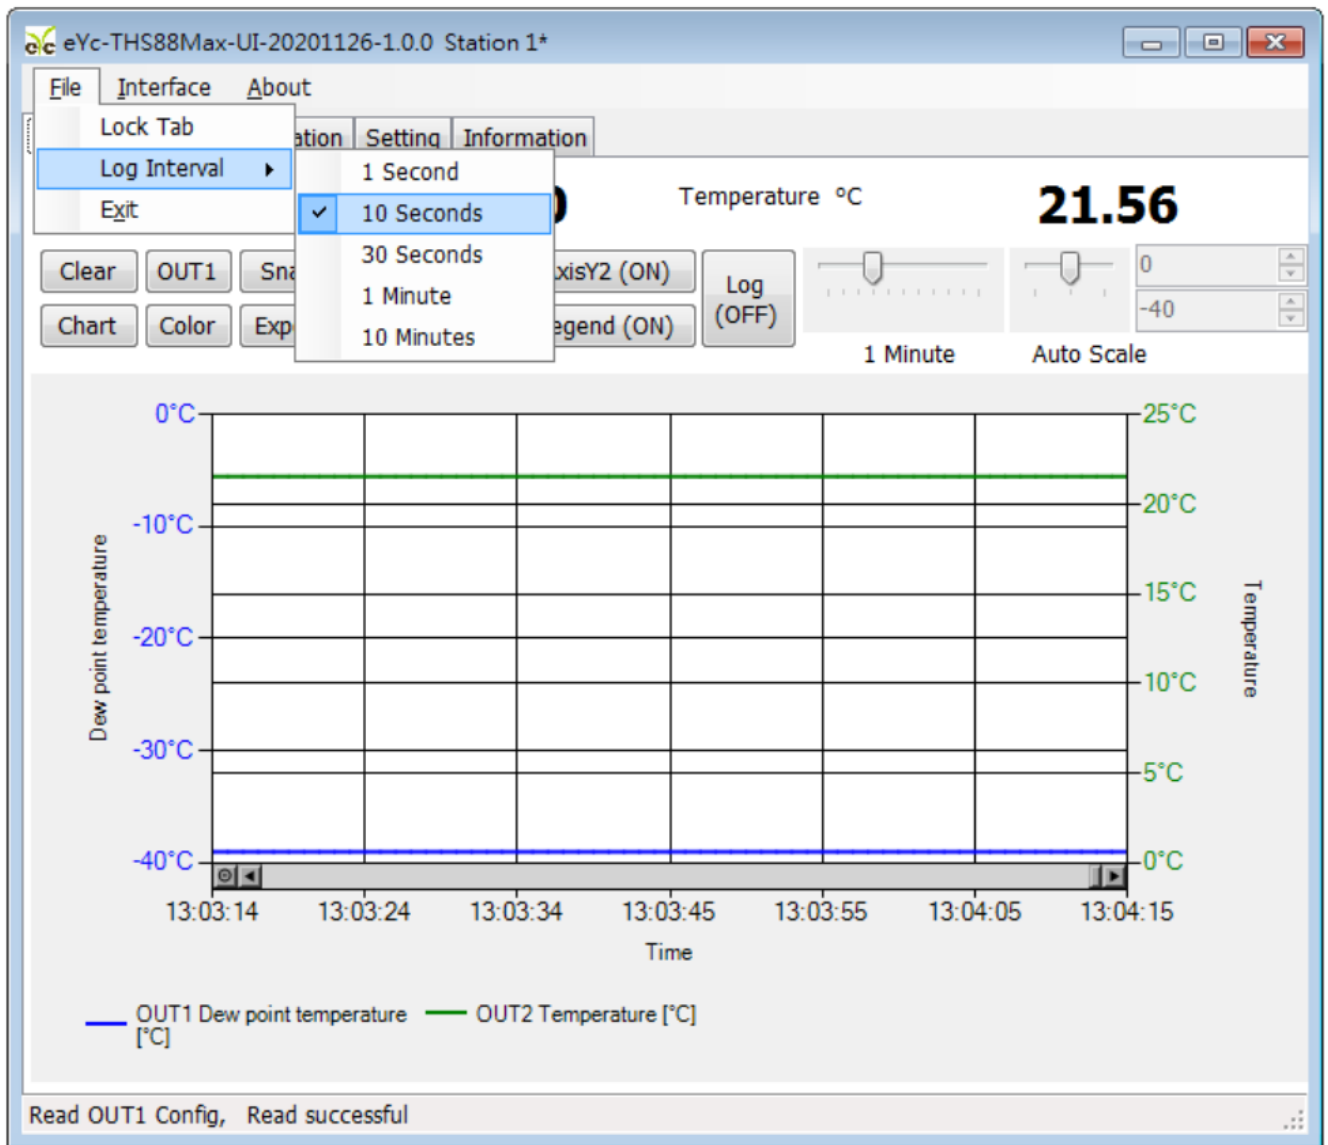 eYc-THS88Max-UI-20201126-1.0.0 Station 1*
File Interface About
Lock Tab
Log Interval
Exit
1 Second
10 Seconds
30 Seconds
1 Minute
10 Minutes
Setting Information
Temperature °C 21.56
Clear OUT1 (ON) Log (OFF) 0
Chart Color (ON) -40
1 Minute Auto Scale
0°C
-10°C
-20°C
-30°C
-40°C
Dew point temperature
25°C
20°C
15°C
10°C
5°C
0°C
Temperature
13:03:14 13:03:24 13:03:34 13:03:45 13:03:55 13:04:05 13:04:15
Time
OUT1 Dew point temperature [°C] OUT2 Temperature [°C]
Read OUT1 Config, Read successful